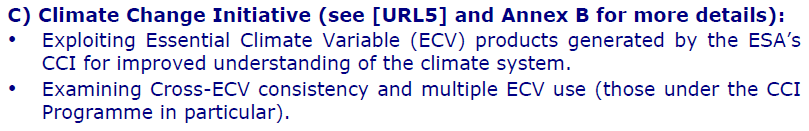 C) Climate Change Initiative (see [URL5] and Annex B for more details):
• Exploiting Essential Climate Variable (ECV) products generated by the ESA's
CCI for improved understanding of the climate system.
• Examining Cross-ECV consistency and multiple ECV use (those under the CCI
Programme in particular).